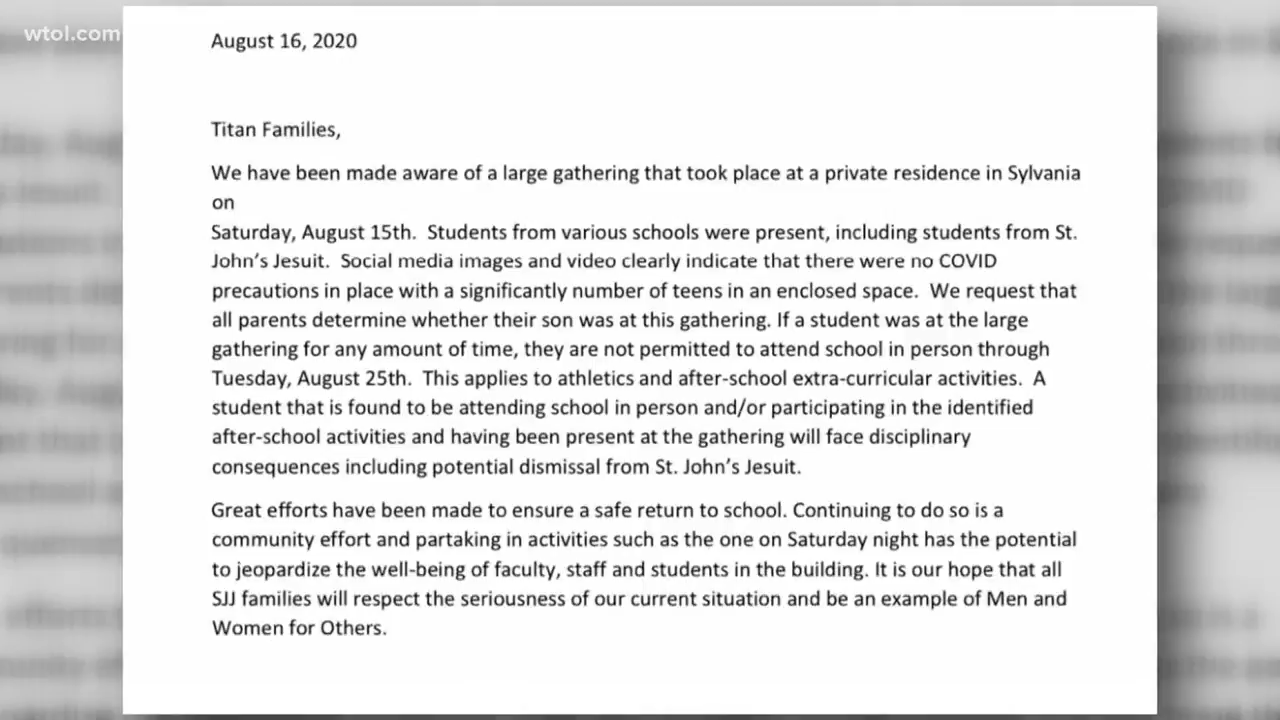 wtol.com
August 16, 2020
Titan Families,
We have been made aware of a large gathering that took place at a private residence in Sylvania
on
Saturday, August 15th.  Students from various schools were present, including students from St.
John's Jesuit.  Social media images and video clearly indicate that there were no COVID
precautions in place with a significantly number of teens in an enclosed space.  We request that
all parents determine whether their son was at this gathering. If a student was at the large
gathering for any amount of time, they are not permitted to attend school in person through
Tuesday, August 25th.  This applies to athletics and after-school extra-curricular activities.  A
student that is found to be attending school in person and/or participating in the identified
after-school activities and having been present at the gathering will face disciplinary
consequences including potential dismissal from St. John's Jesuit.
Great efforts have been made to ensure a safe return to school. Continuing to do so is a
community effort and partaking in activities such as the one on Saturday night has the potential
to jeopardize the well-being of faculty, staff and students in the building. It is our hope that all
SJJ families will respect the seriousness of our current situation and be an example of Men and
Women for Others.